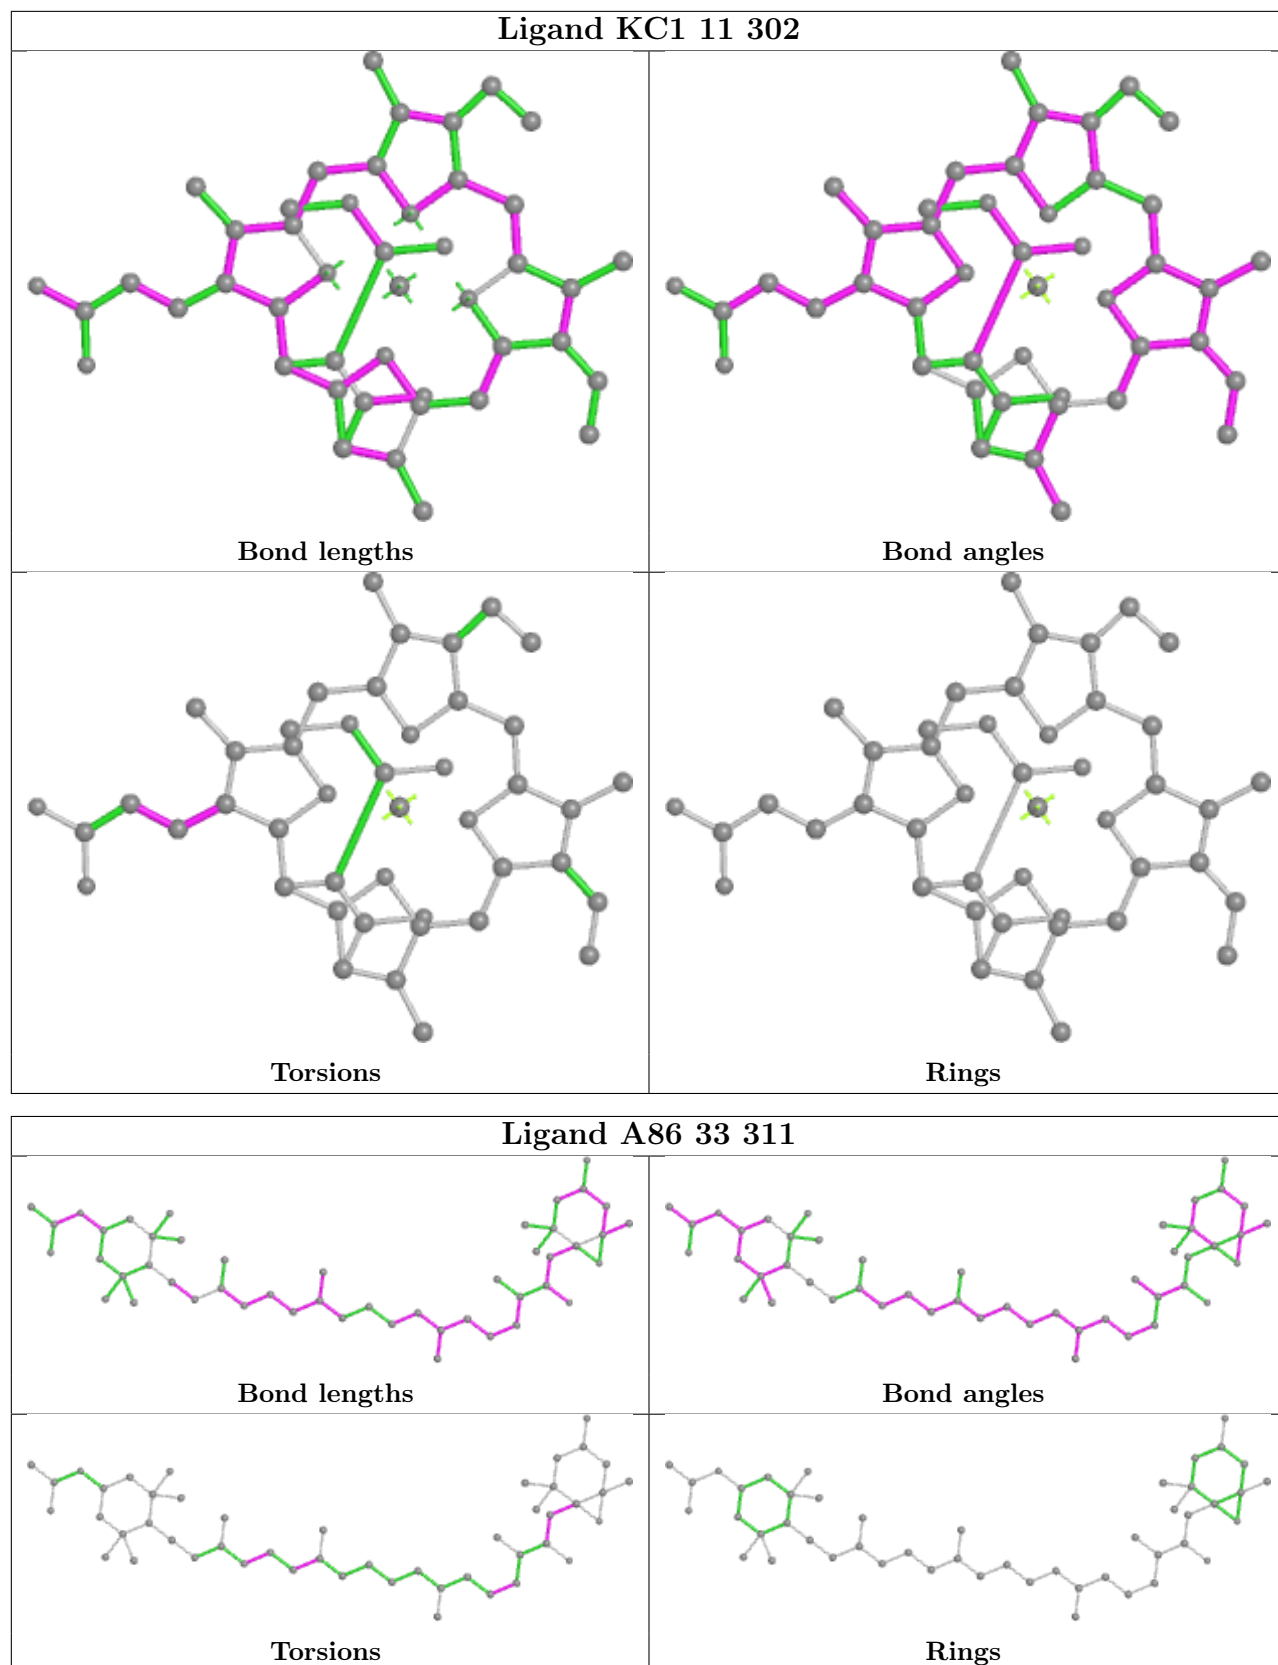 Ligand KC1 11 302
Bond lengths
Bond angles
Torsions
Rings
Ligand A86 33 311
Bond lengths
Bond angles
Torsions
Rings